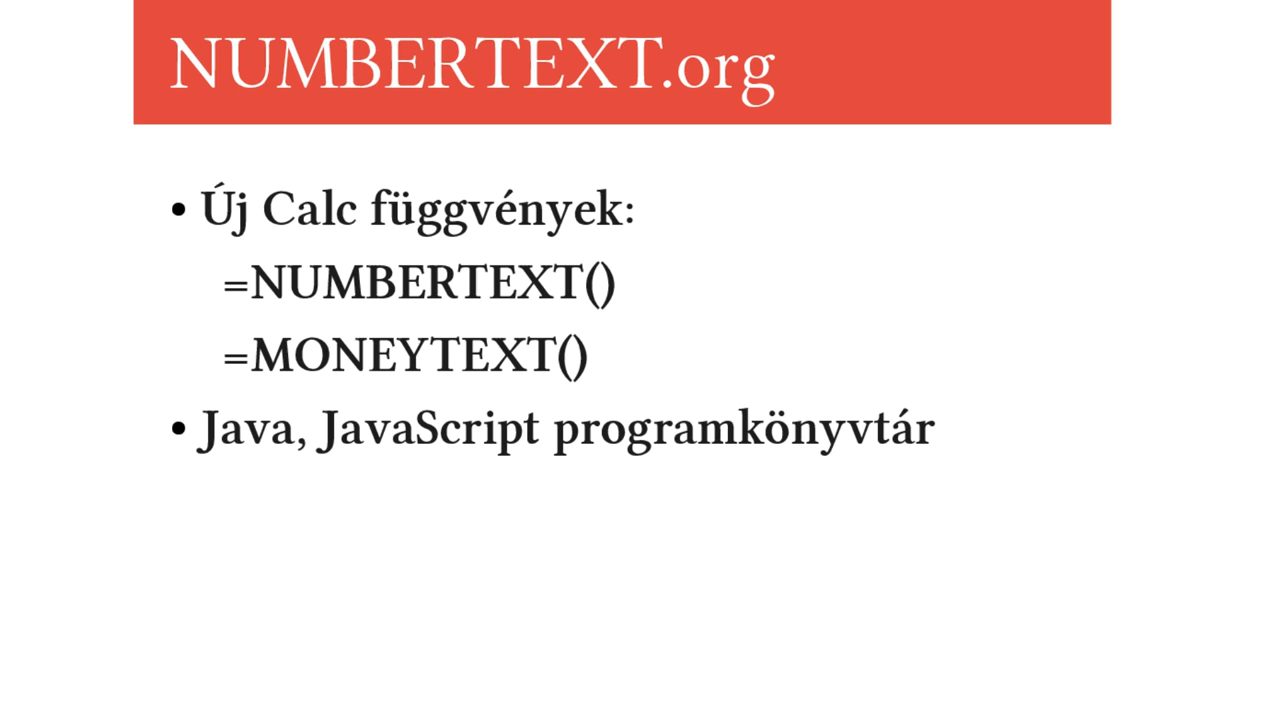 NUMBERTEXT.org
• Új Calc függvények:
=NUMBERTEXT()
=MONEYTEXT()
• Java, JavaScript programkönyvtár